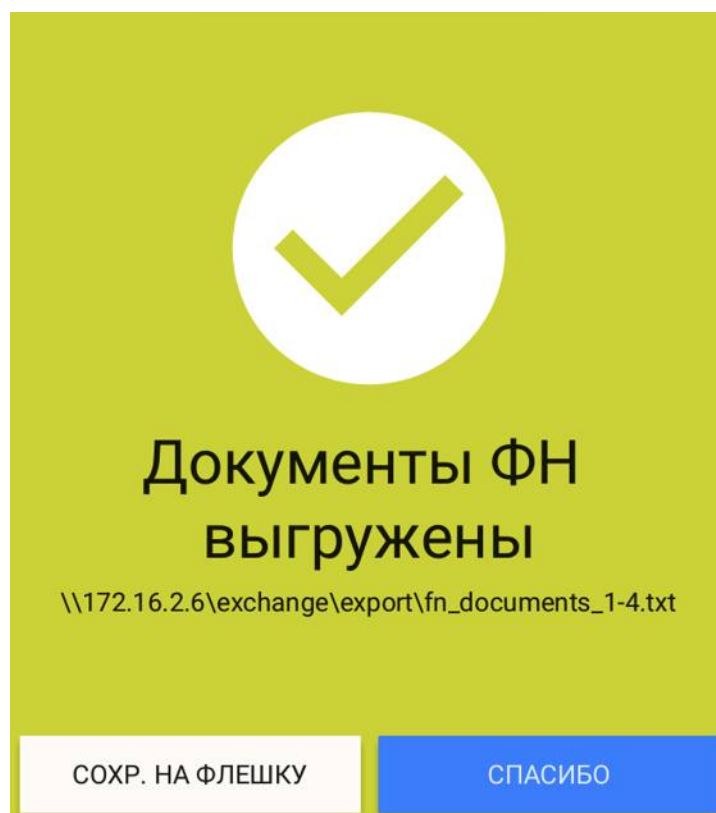 Документы ФН
выгружены
\\172.16.2.6\exchange\export\fn_documents_1-4.txt
СОХР. НА ФЛЕШКУ
СПАСИБО